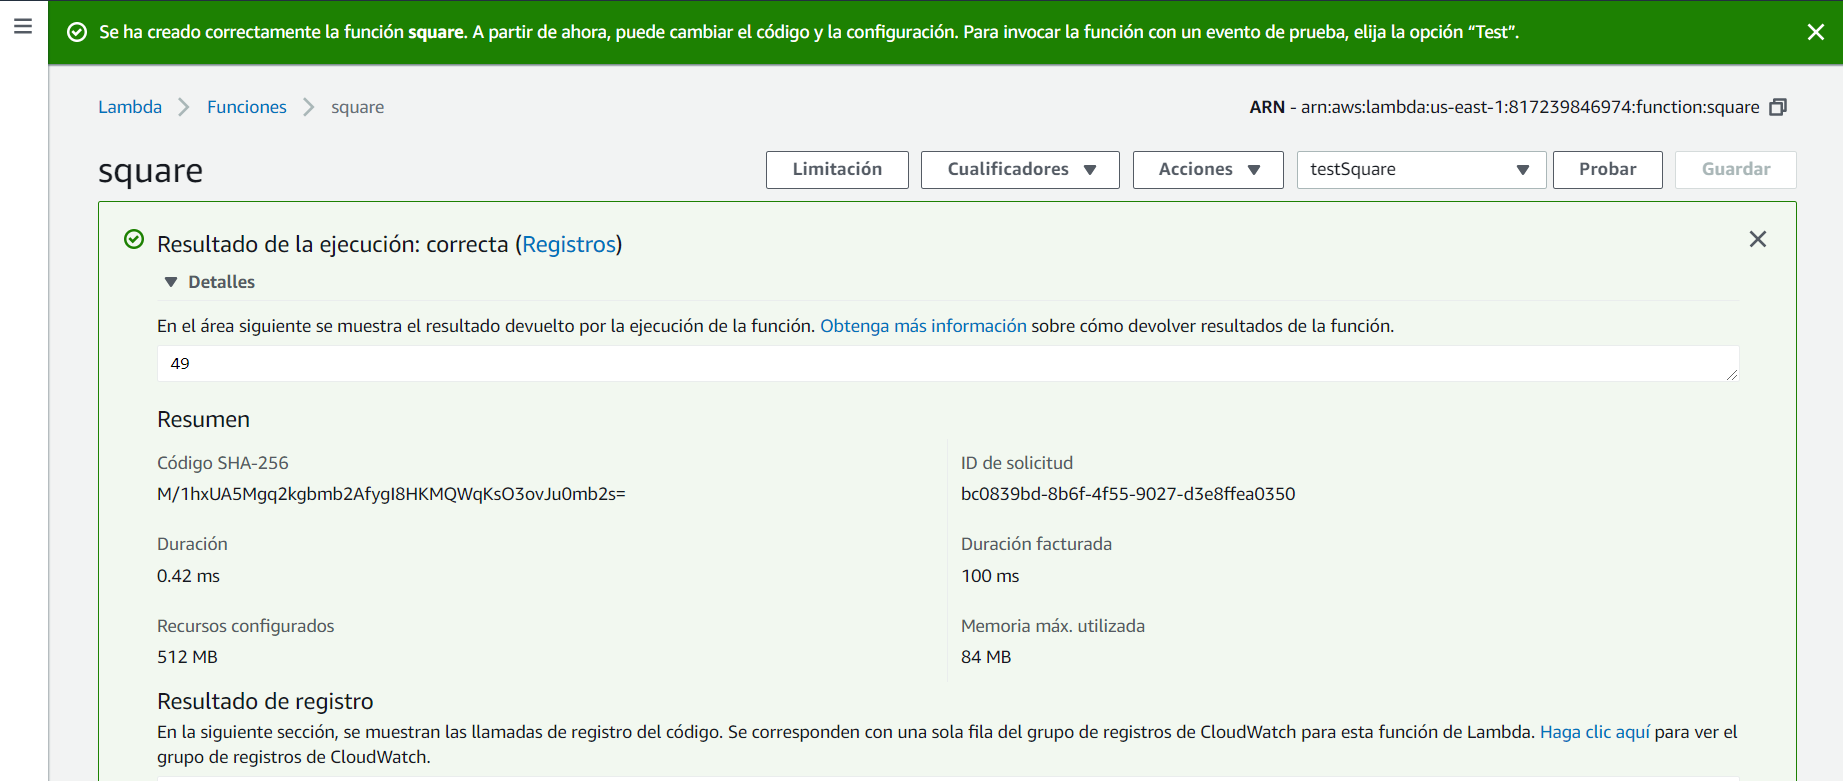 Se ha creado correctamente la función square. A partir de ahora, puede cambiar el código y la configuración. Para invocar la función con un evento de prueba, elija la opción “Test”.
Lambda > Funciones > square
ARN - arn:aws:lambda:us-east-1:817239846974:function:square
square
Limitación
Cualificadores
Acciones
testSquare
Probar
Guardar
Resultado de la ejecución: correcta (Registros)
Detalles
En el área siguiente se muestra el resultado devuelto por la ejecución de la función. Obtenga más información sobre cómo devolver resultados de la función.
49
Resumen
Código SHA-256
M/1hxUA5Mgq2kgbmb2AfygI8HKMQWqKsO3ovJu0mb2s=
ID de solicitud
bc0839bd-8b6f-4f55-9027-d3e8ffea0350
Duración
0.42 ms
Duración facturada
100 ms
Recursos configurados
512 MB
Memoria máx. utilizada
84 MB
Resultado de registro
En la siguiente sección, se muestran las llamadas de registro del código. Se corresponden con una sola fila del grupo de registros de CloudWatch para esta función de Lambda. Haga clic aquí para ver el
grupo de registros de CloudWatch.